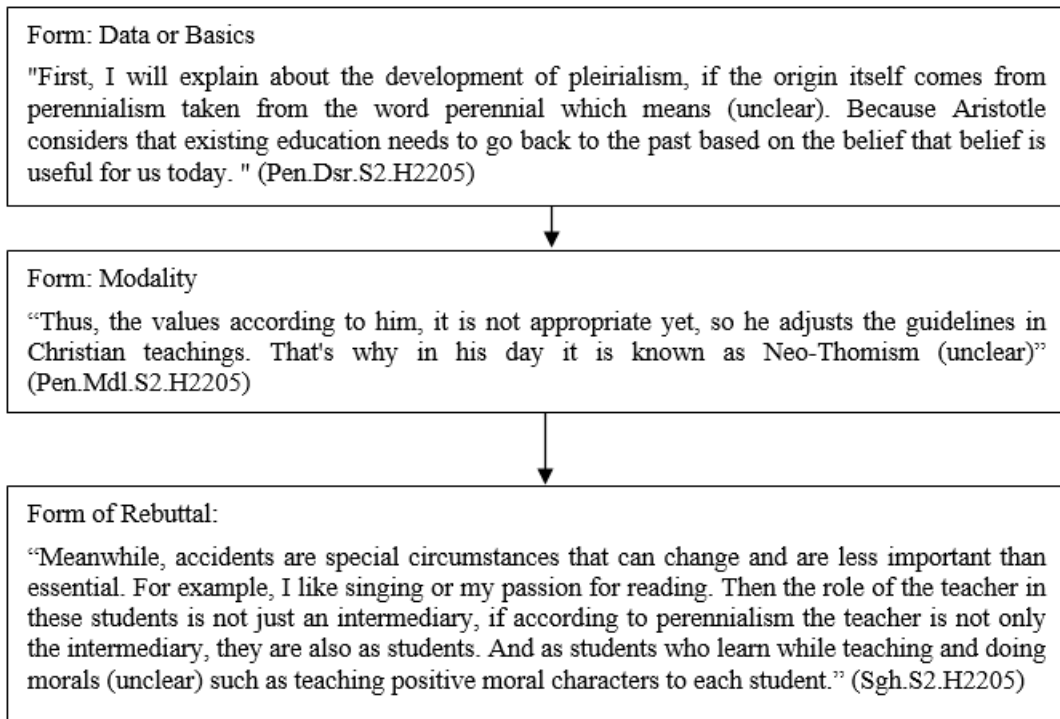 Form: Data or Basics
"First, I will explain about the development of pleirialism, if the origin itself comes from
perennialism taken from the word perennial which means (unclear). Because Aristotle
considers that existing education needs to go back to the past based on the belief that belief is
useful for us today. " (Pen.Dsr.S2.H2205)
Form: Modality
“Thus, the values according to him, it is not appropriate yet, so he adjusts the guidelines in
Christian teachings. That's why in his day it is known as Neo-Thomism (unclear)”
(Pen.Mdl.S2.H2205)
Form of Rebuttal:
“Meanwhile, accidents are special circumstances that can change and are less important than
essential. For example, I like singing or my passion for reading. Then the role of the teacher in
these students is not just an intermediary, if according to perennialism the teacher is not only
the intermediary, they are also as students. And as students who learn while teaching and doing
morals (unclear) such as teaching positive moral characters to each student.” (Sgh.S2.H2205)